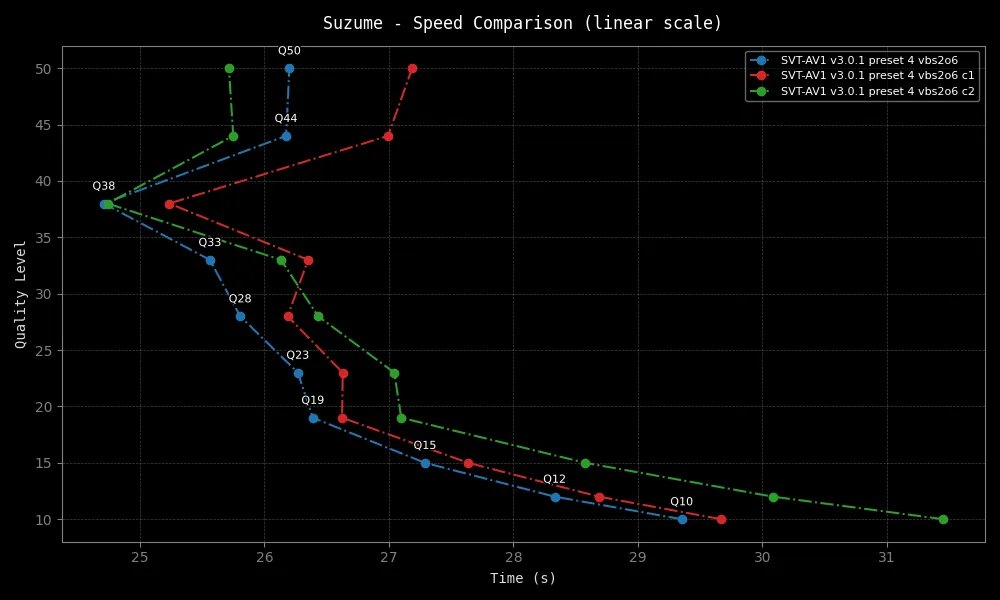 Suzume - Speed Comparison (linear scale)
SVT-AV1 v3.0.1 preset 4 vbs2o6
SVT-AV1 v3.0.1 preset 4 vbs2o6 c1
SVT-AV1 v3.0.1 preset 4 vbs2o6 c2
Q50
Q44
Q38
Q33
Q28
Q23
Q19
Q15
Q12
Q10
Quality Level
50
45
40
35
30
25
20
15
10
25 26 27 28 29 30 31
Time (s)